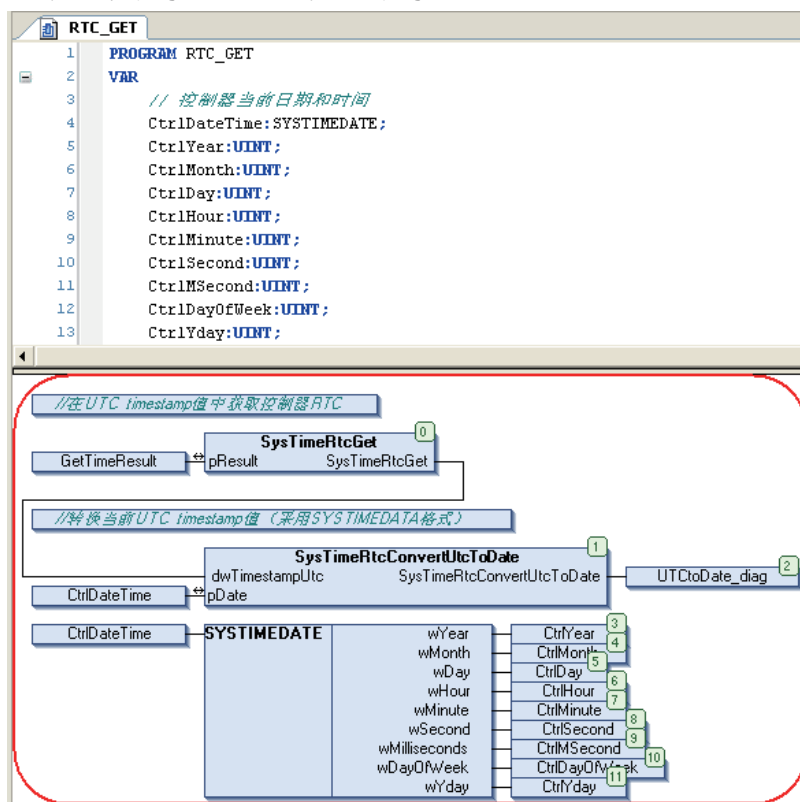 RTC_GET
1 PROGRAM RTC_GET
2 VAR
3 // 控制器当前日期和时间
4 CtrlDateTime:SYSTIMEDATE;
5 CtrlYear:UINT;
6 CtrlMonth:UINT;
7 CtrlDay:UINT;
8 CtrlHour:UINT;
9 CtrlMinute:UINT;
10 CtrlSecond:UINT;
11 CtrlMSecond:UINT;
12 CtrlDayOfWeek:UINT;
13 CtrlYday:UINT;
//在UTC timestamp值中获取控制器RTC
0
SysTimeRtcGet
GetTimeResult pResult SysTimeRtcGet
//转换当前UTC timestamp值（采用SYSTIMEDATA格式）
1
SysTimeRtcConvertUtcToDate
dwTimestampUtc SysTimeRtcConvertUtcToDate UTCtoDate_diag 2
CtrlDateTime pDate
CtrlDateTime SYSTIMEDATE wYear CtrlYear 3
wMonth CtrlMonth 4
wDay CtrlDay 5
wHour CtrlHour 6
wMinute CtrlMinute 7
wSecond CtrlSecond 8
wMilliseconds CtrlMSecond 9
wDayOfWeek CtrlDayOfWeek 10
wYday CtrlYday 11